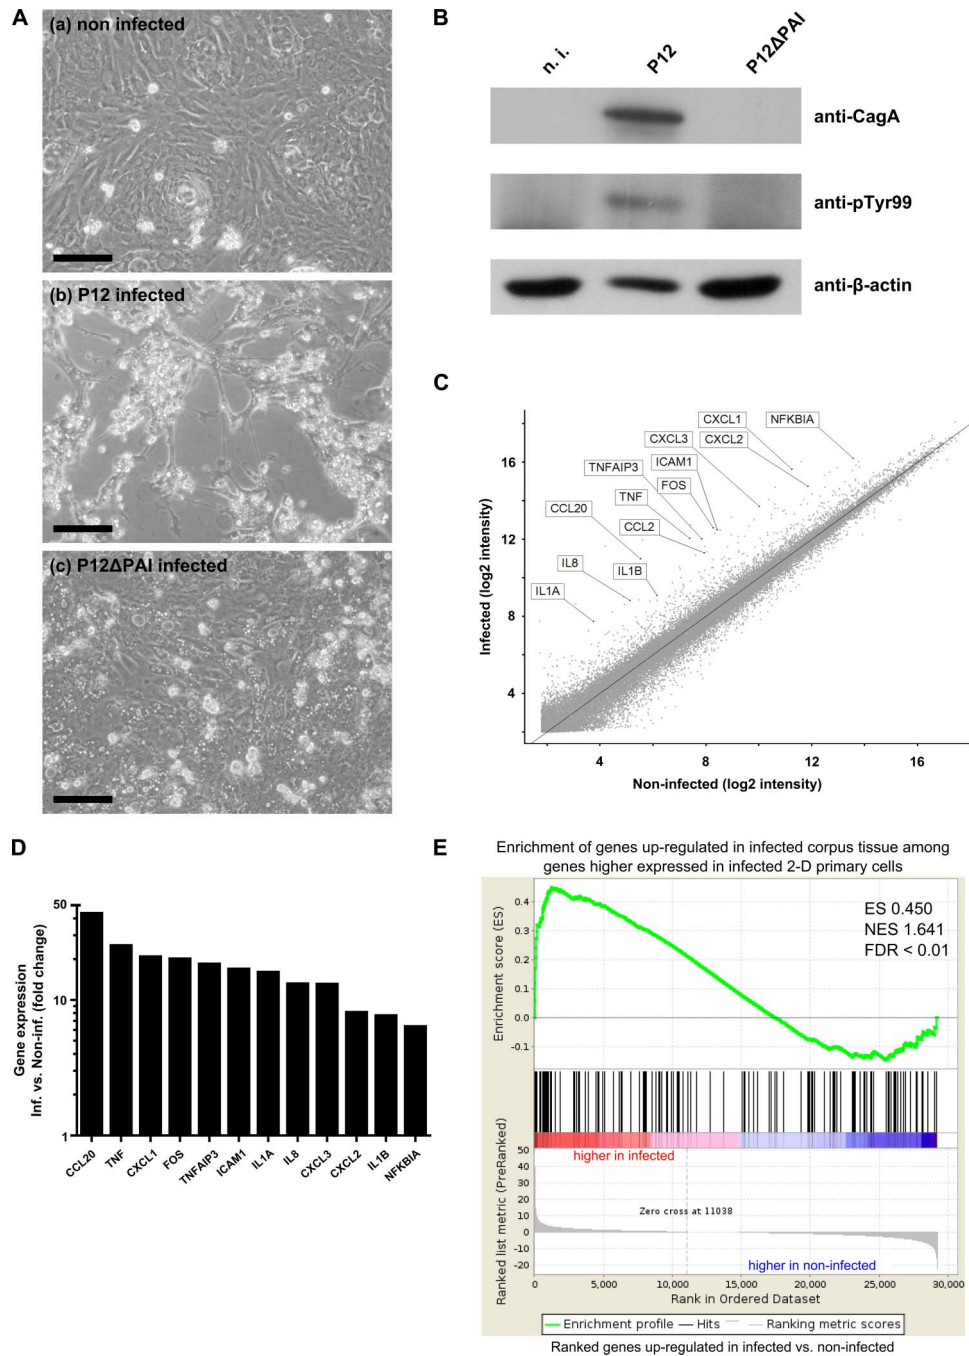 A
(a) non infected
(b) P12 infected
(c) P12ΔPAI infected
B
n. i.
P12
P12ΔPAI
anti-CagA
anti-pTyr99
anti-β-actin
C
Infected (log2 intensity)
16
12
8
4
CXCL1
NFKBIA
CXCL3
CXCL2
TNFAIP3
ICAM1
FOS
TNF
CCL20
CCL2
IL8
IL1B
IL1A
4
8
12
16
Non-infected (log2 intensity)
D
Gene expression
Inf. vs. Non-inf. (fold change)
50
10
1
CCL20
TNF
CXCL1
FOS
TNFAIP3
ICAM1
IL1A
IL8
CXCL3
CXCL2
IL1B
NFKBIA
E
Enrichment of genes up-regulated in infected corpus tissue among
genes higher expressed in infected 2-D primary cells
ES 0.450
NES 1.641
FDR < 0.01
Enrichment score (ES)
0.4
0.3
0.2
0.1
0.0
-0.1
higher in infected
Ranked list metric (PreRanked)
50
40
30
20
10
0
-10
-20
Zero cross at 11038
higher in non-infected
0
5,000
10,000
15,000
20,000
25,000
30,000
Rank in Ordered Dataset
Enrichment profile
Hits
Ranking metric scores
Ranked genes upregulated in infected vs. non-infected